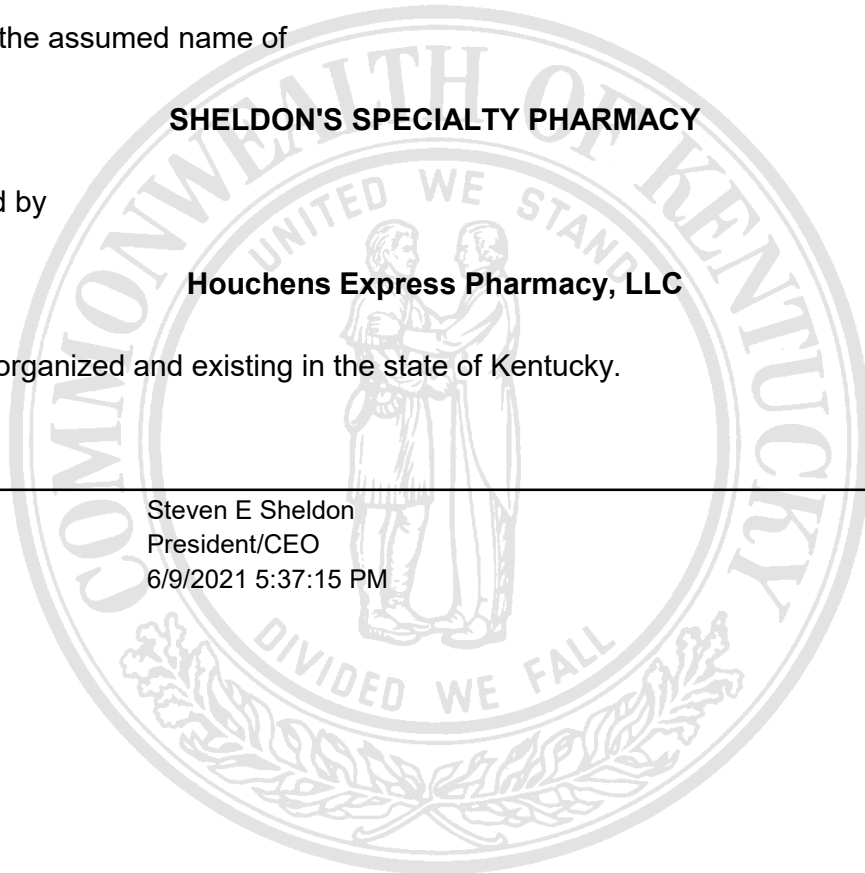 the assumed name of
SHELDON'S SPECIALTY PHARMACY
d by
Houchens Express Pharmacy, LLC
organized and existing in the state of Kentucky.
Steven E Sheldon
President/CEO
6/9/2021 5:37:15 PM
COMMONWEALTH OF KENTUCKY
UNITED WE STAND
DIVIDED WE FALL